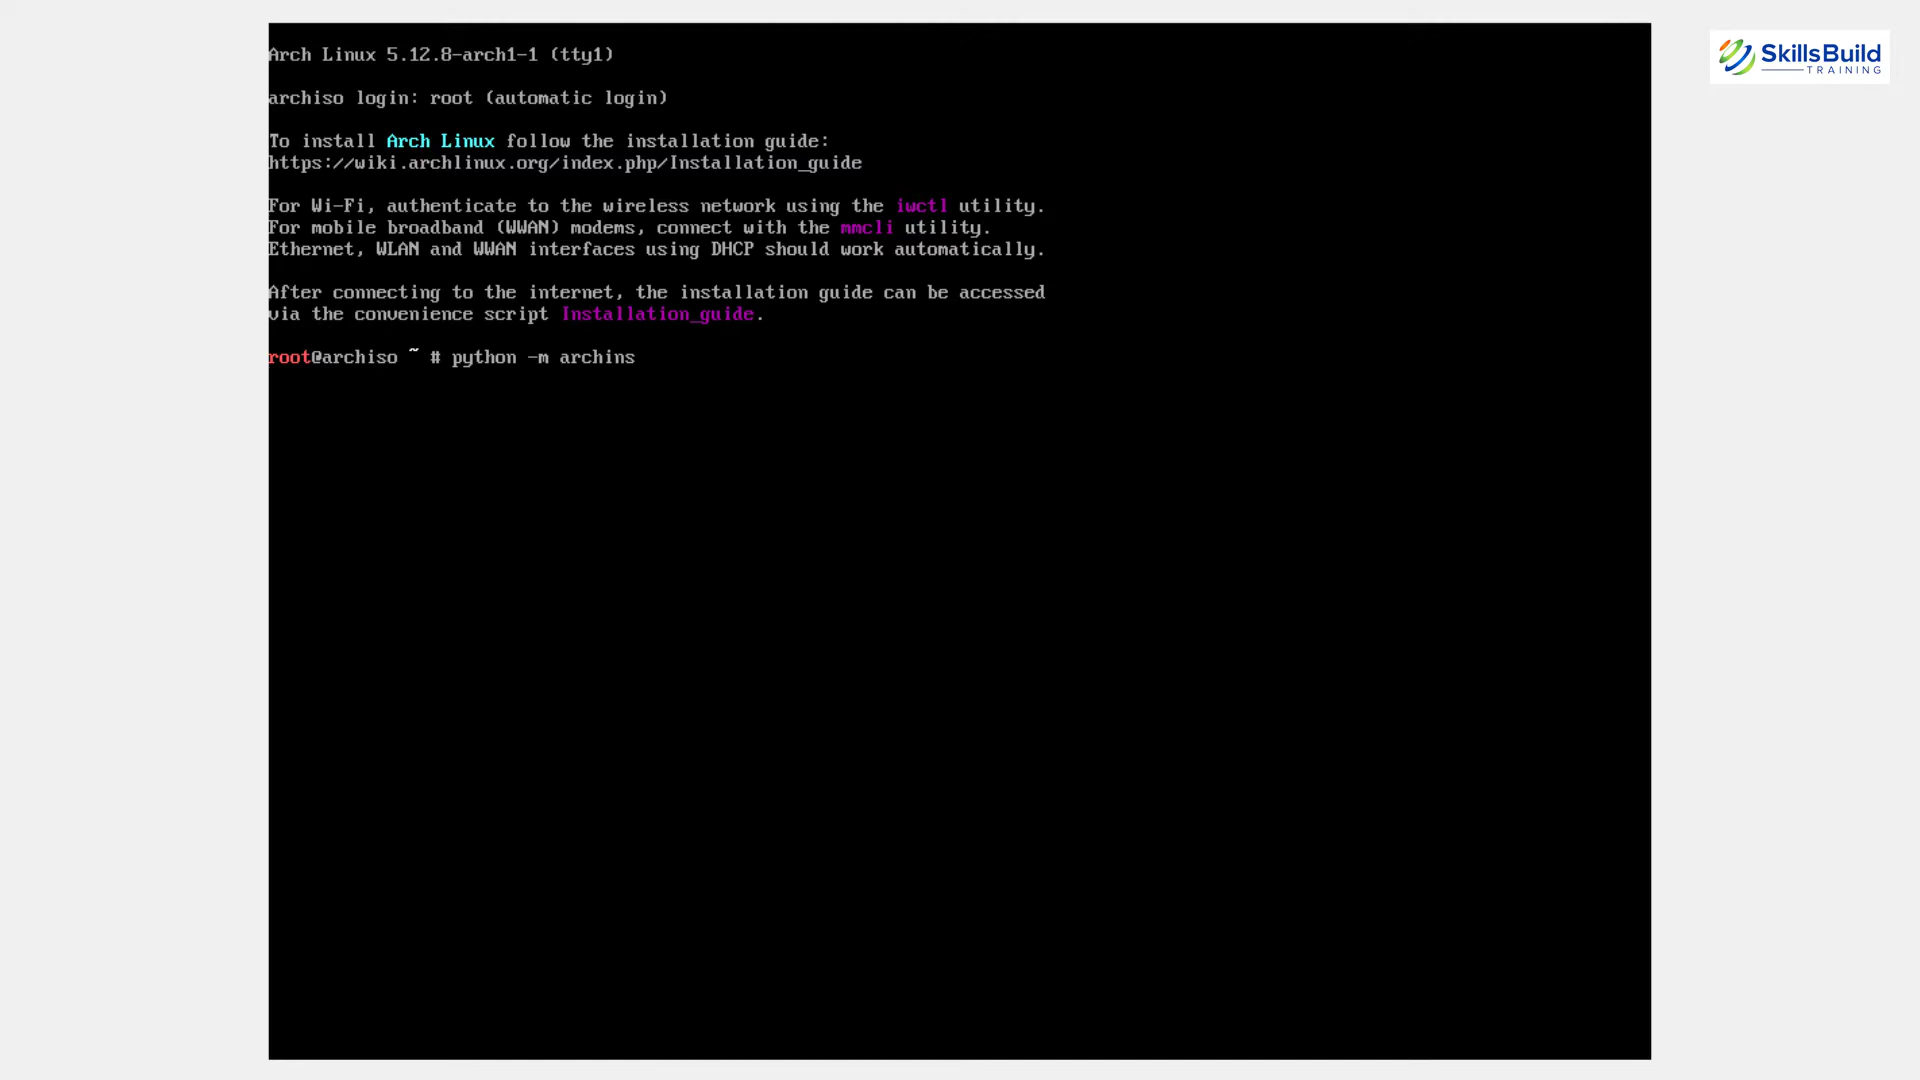 Arch Linux 5.12.8-arch1-1 (tty1)
archiso login: root (automatic login)
To install Arch Linux follow the installation guide:
https://wiki.archlinux.org/index.php/Installation_guide
For Wi-Fi, authenticate to the wireless network using the iwctl utility.
For mobile broadband (WWAN) modems, connect with the mmcli utility.
Ethernet, WLAN and WWAN interfaces using DHCP should work automatically.
After connecting to the internet, the installation guide can be accessed
via the convenience script Installation_guide.
root@archiso ~ # python -m archins
SkillsBuild
TRAINING